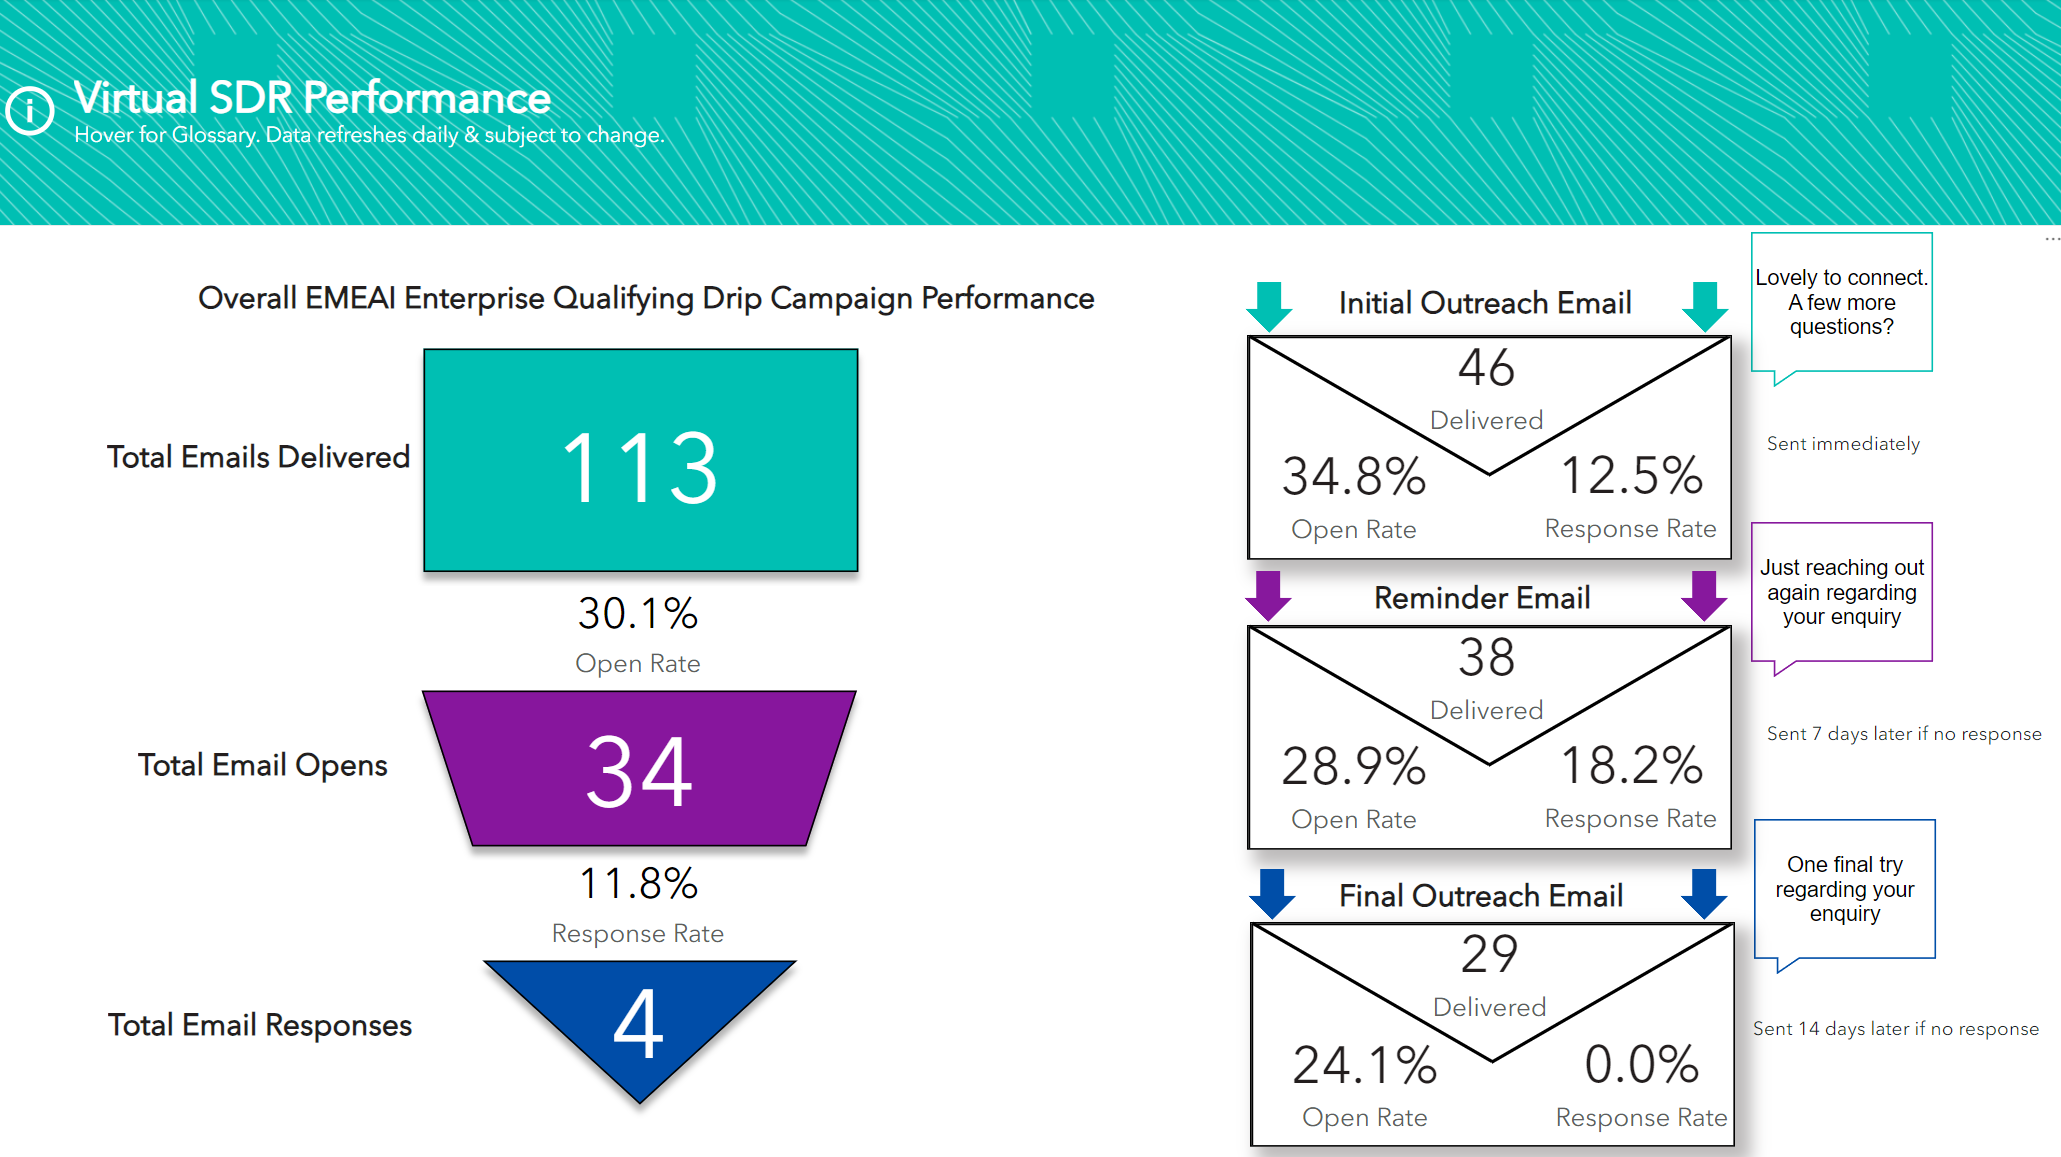 i
Virtual SDR Performance
Hover for Glossary. Data refreshes daily & subject to change.
Overall EMEAI Enterprise Qualifying Drip Campaign Performance
Total Emails Delivered
113
30.1%
Open Rate
Total Email Opens
34
11.8%
Response Rate
Total Email Responses
4
Initial Outreach Email
46
Delivered
34.8%
Open Rate
12.5%
Response Rate
Lovely to connect.
A few more
questions?
Sent immediately
Reminder Email
38
Delivered
28.9%
Open Rate
18.2%
Response Rate
Just reaching out
again regarding
your enquiry
Sent 7 days later if no response
Final Outreach Email
29
Delivered
24.1%
Open Rate
0.0%
Response Rate
One final try
regarding your
enquiry
Sent 14 days later if no response